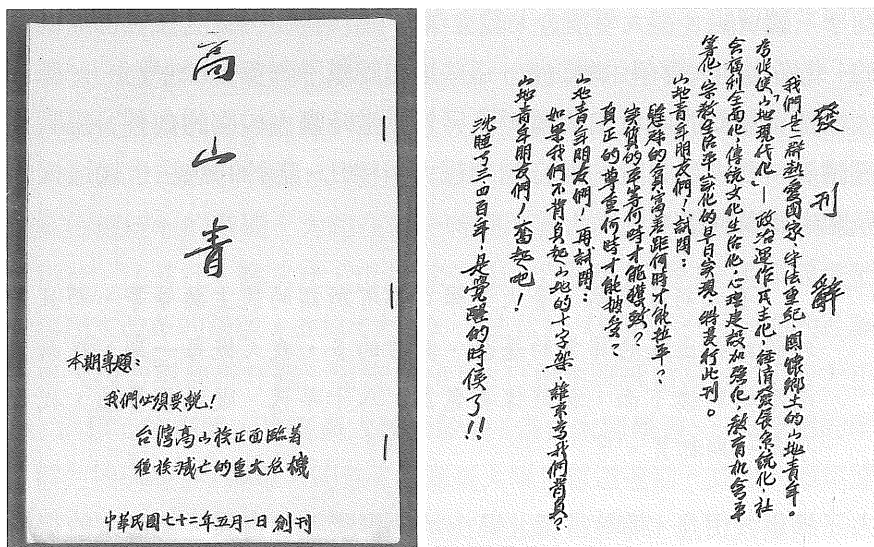 高山青
本期專題：
我們必須要說！
台灣高山族正面臨着
種族滅亡的重大危機
中華民國七十二年五月一日創刊
發刊辭
我們是一群熱愛國家、守法重紀、關懷鄉土的山地青年。
為促使「山地現代化」—政治運作民主化，經濟發展系統化，社
會福利全面化，傳統文化生活化，心理建設加強化，教育機會平
等化，宗教生活平實化的早日實現，特發行此刊。
山地青年朋友們！試問：
懸殊的貧富差距何時才能拉平？
實質的平等何時才能獲致？
真正的尊重何時才能接受？
山地青年朋友們！再試問：
如果我們不背負起山地的十字架，誰來為我們背負？
山地青年朋友們！奮起吧！
沈睡了三四百年，是覺醒的時候了!!